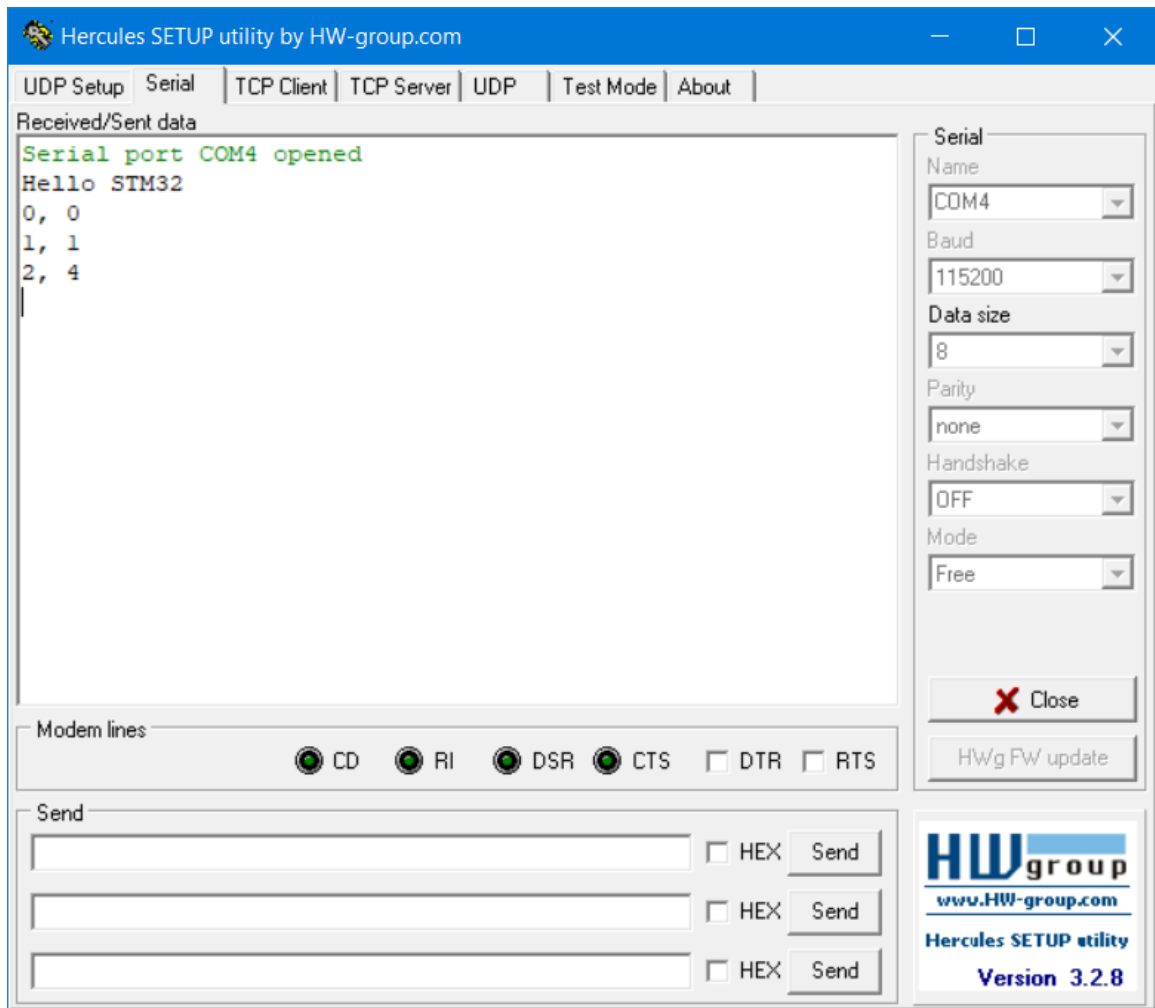 Hercules SETUP utility by HW-group.com
UDP Setup Serial TCP Client TCP Server UDP Test Mode About
Received/Sent data
Serial port COM4 opened
Hello STM32
0, 0
1, 1
2, 4
Serial
Name
COM4
Baud
115200
Data size
8
Parity
none
Handshake
OFF
Mode
Free
Close
HWg FW update
Modem lines
CD RI DSR CTS DTR RTS
Send
HEX Send
HEX Send
HEX Send
HW group
www.HW-group.com
Hercules SETUP utility
Version 3.2.8